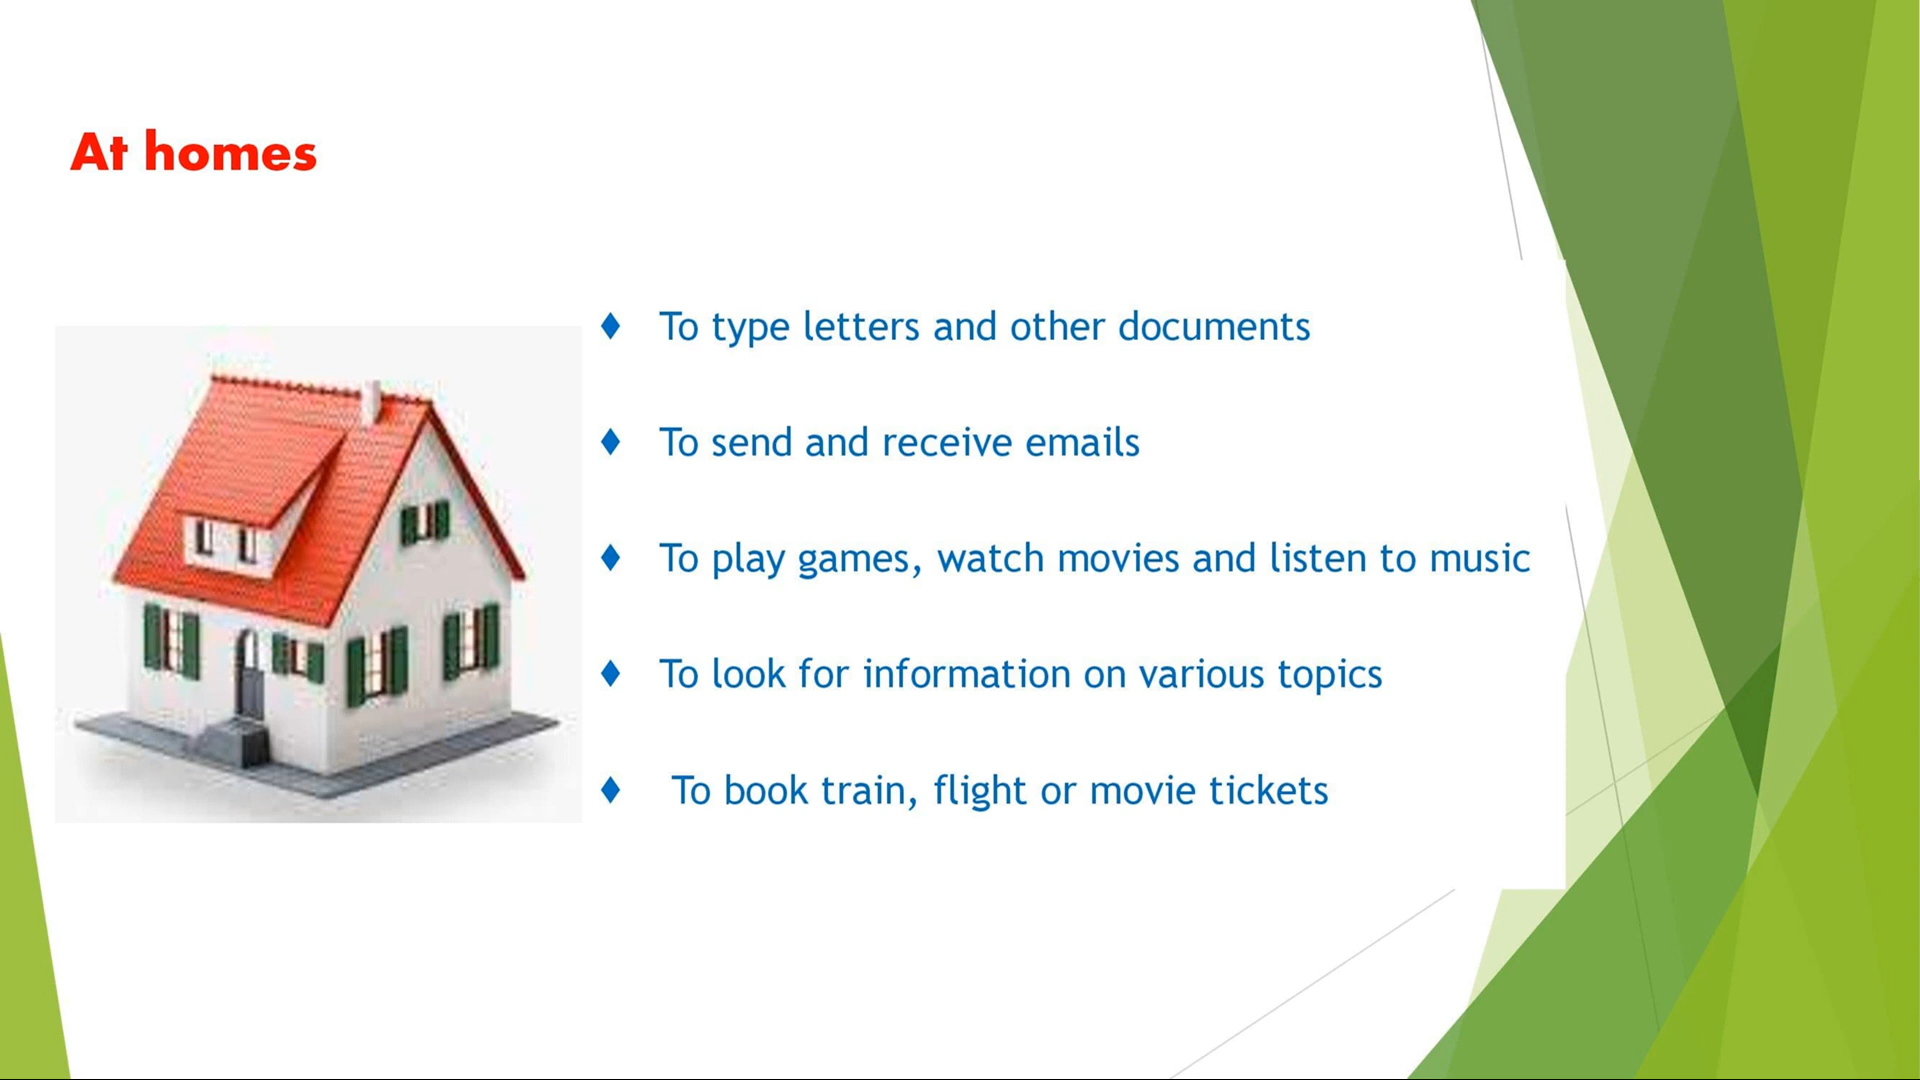 At homes
♦ To type letters and other documents
♦ To send and receive emails
♦ To play games, watch movies and listen to music
♦ To look for information on various topics
♦ To book train, flight or movie tickets